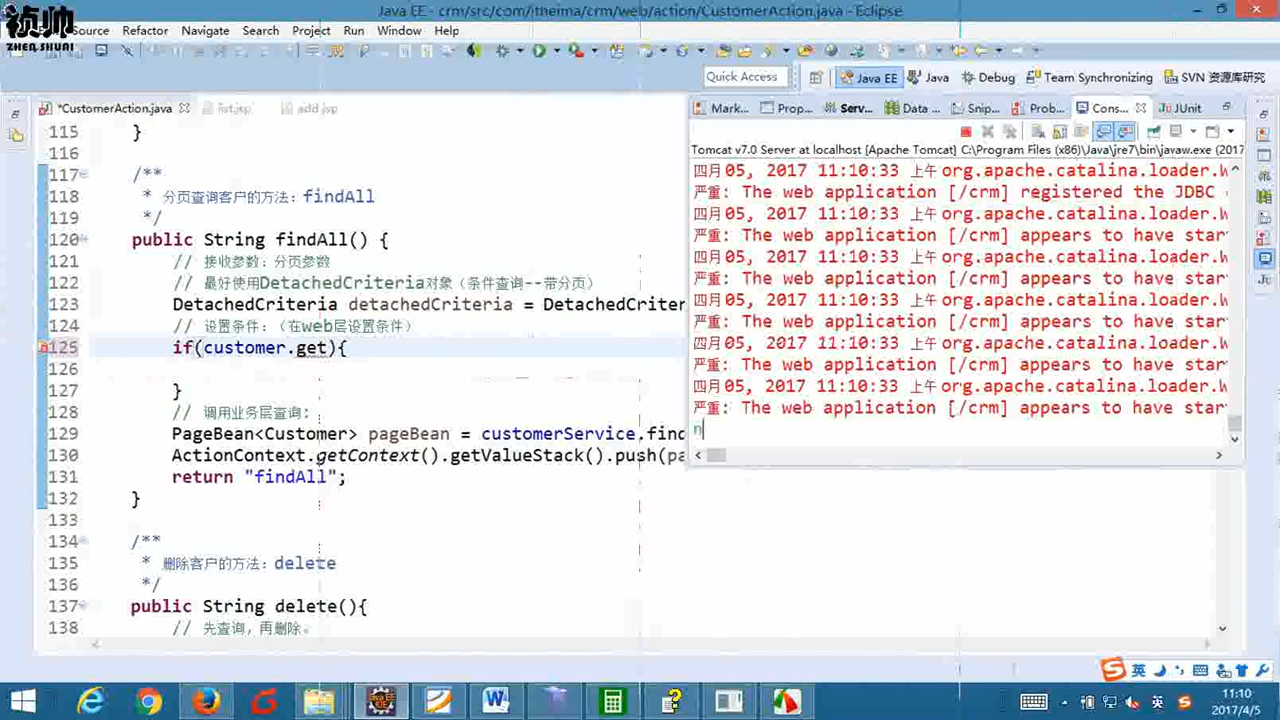 祯帅
ZHEN SHUAI
Java EE - crm/src/com/itheima/crm/web/action/CustomerAction.java - Eclipse
Source Refactor Navigate Search Project Run Window Help
Quick Access
Java EE
Java
Debug
Team Synchronizing
SVN 资源库研究
*CustomerAction.java
list.jsp
add.jsp
115 }
116
117 /**
118 * 分页查询客户的方法：findAll
119 */
120 public String findAll() {
121 // 接收参数：分页参数
122 // 最好使用DetachedCriteria对象（条件查询--带分页）
123 DetachedCriteria detachedCriteria = DetachedCriter
124 // 设置条件：（在web层设置条件）
125 if(customer.get){
126
127 }
128 // 调用业务层查询：
129 PageBean<Customer> pageBean = customerService.find
130 ActionContext.getContext().getValueStack().push(pa
131 return "findAll";
132 }
133
134 /**
135 * 删除客户的方法：delete
136 */
137 public String delete(){
138 // 先查询，再删除。
Mark...
Prop...
Serv...
Data ...
Snip...
Prob...
Cons...
JUnit
Tomcat v7.0 Server at localhost [Apache Tomcat] C:\Program Files (x86)\Java\jre7\bin\javaw.exe (2017
四月 05, 2017 11:10:33 上午 org.apache.catalina.loader.W
严重: The web application [/crm] registered the JDBC
四月 05, 2017 11:10:33 上午 org.apache.catalina.loader.W
严重: The web application [/crm] appears to have star
四月 05, 2017 11:10:33 上午 org.apache.catalina.loader.W
严重: The web application [/crm] appears to have star
四月 05, 2017 11:10:33 上午 org.apache.catalina.loader.W
严重: The web application [/crm] appears to have star
四月 05, 2017 11:10:33 上午 org.apache.catalina.loader.W
严重: The web application [/crm] appears to have star
四月 05, 2017 11:10:33 上午 org.apache.catalina.loader.W
严重: The web application [/crm] appears to have star
n
英
英
11:10
2017/4/5